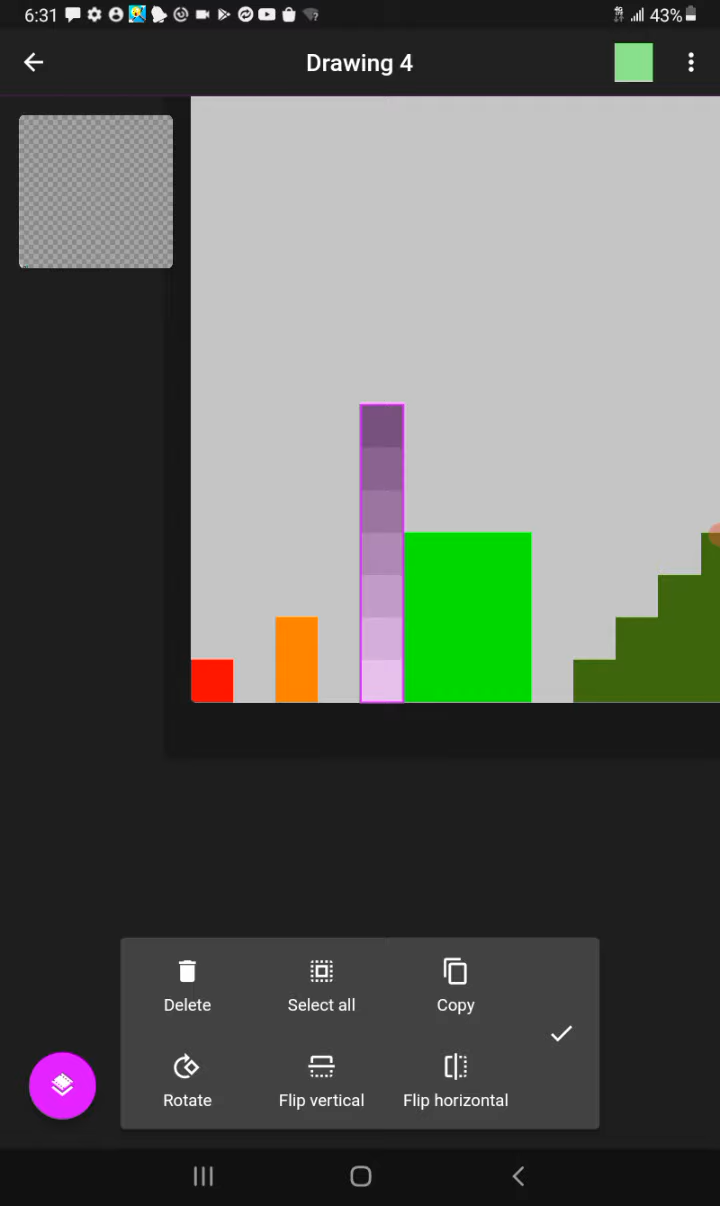 6:31 43%
Drawing 4
Delete Select all Copy
Rotate Flip vertical Flip horizontal